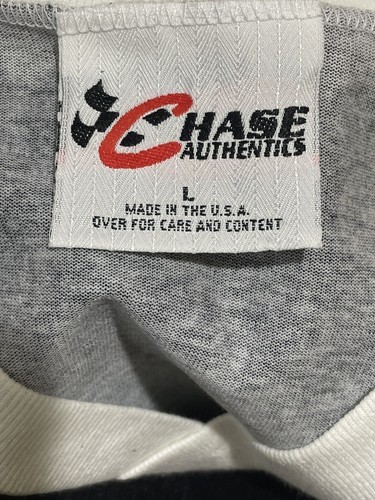 CHASE
AUTHENTICS
L
MADE IN THE U.S.A.
OVER FOR CARE AND CONTENT